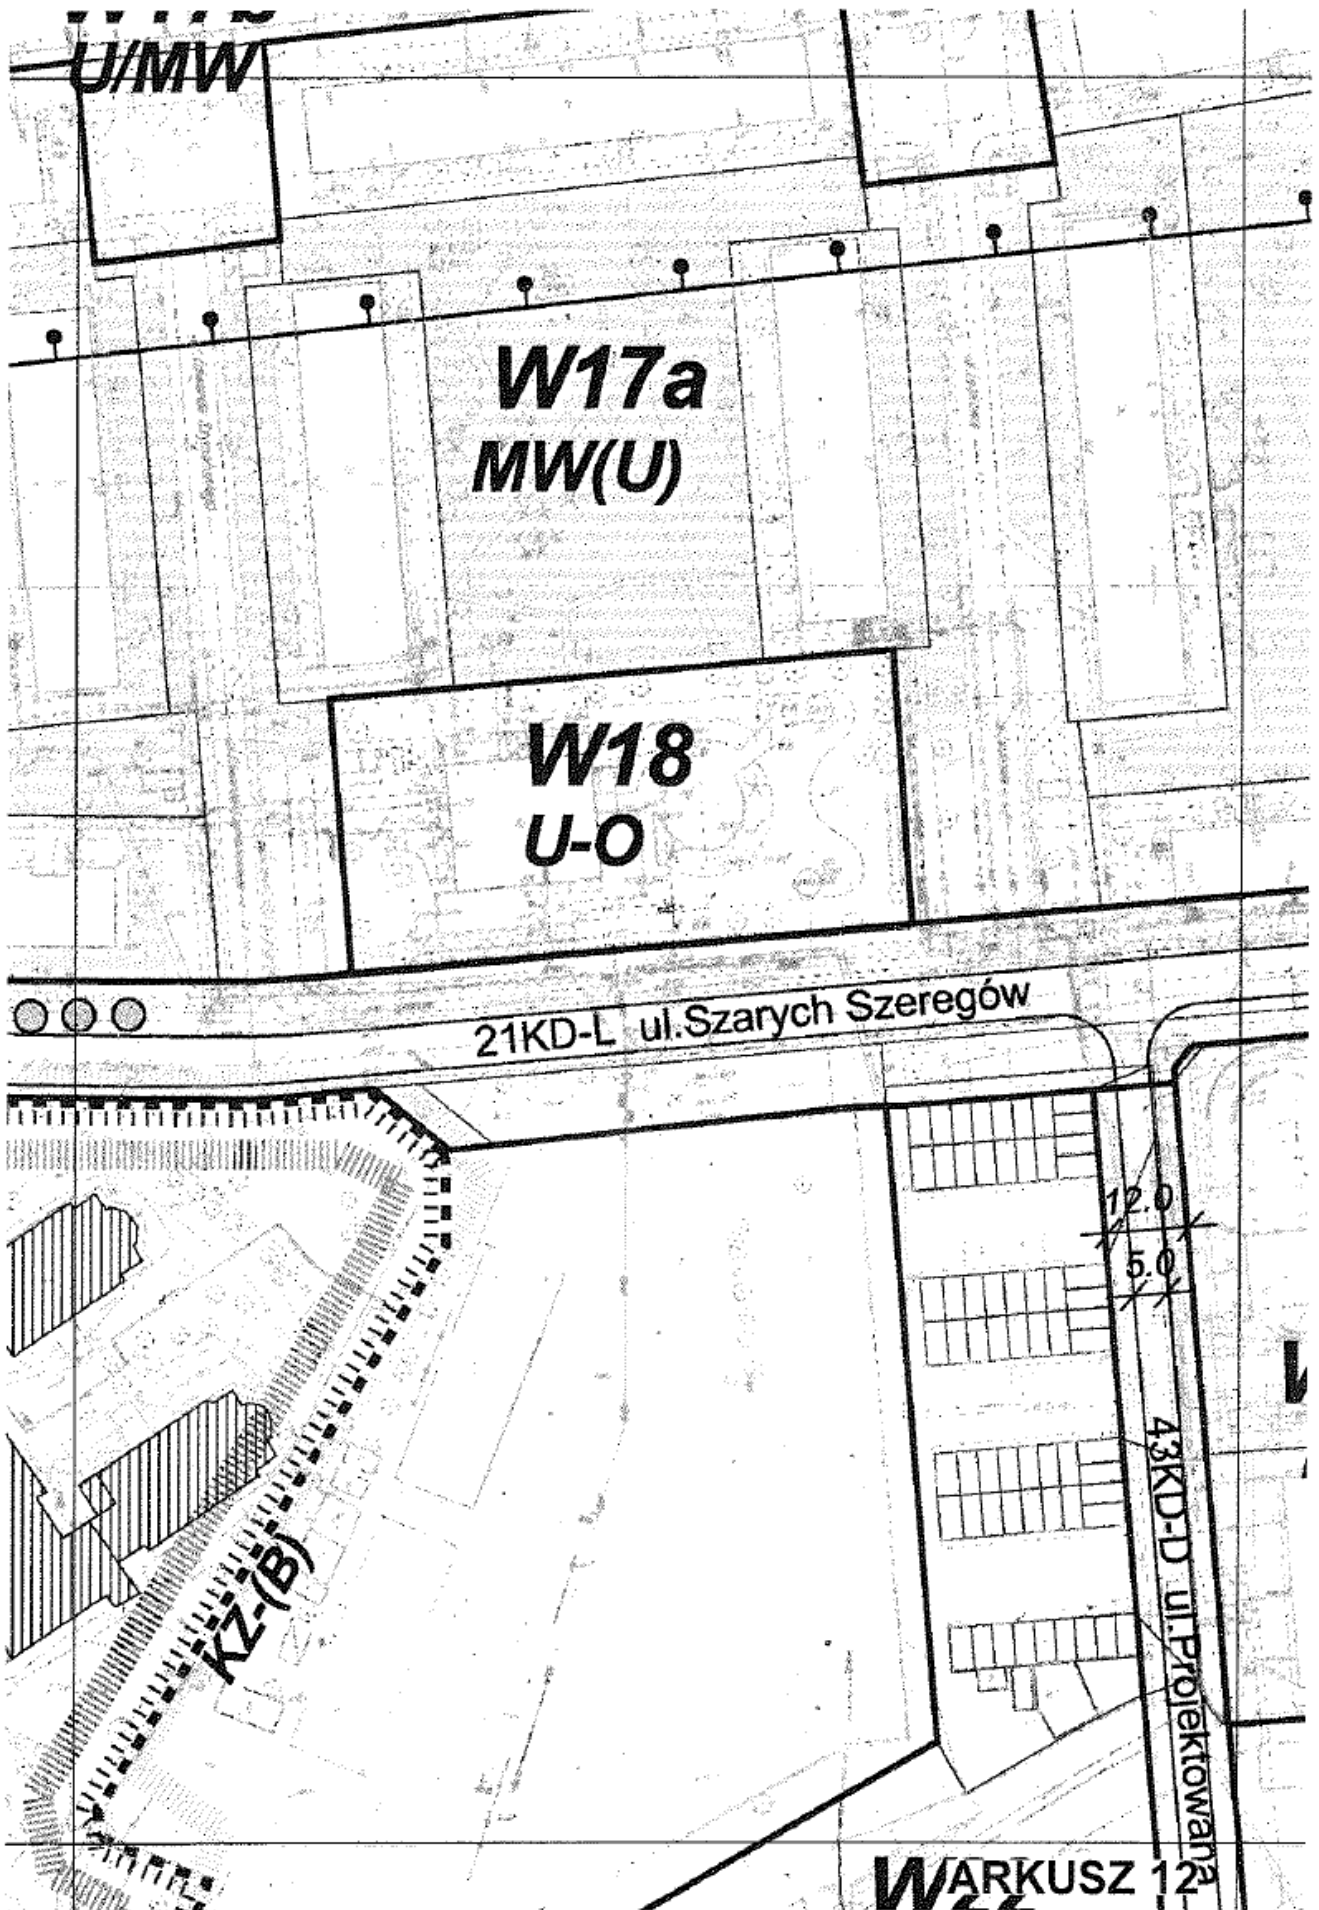 U/MW
W17a
MW(U)
W18
U-O
21KD-L ul.Szarych Szeregów
12.0
5.0
43KD-D ul.Projektowana
KZ-(B)
ARKUSZ 12